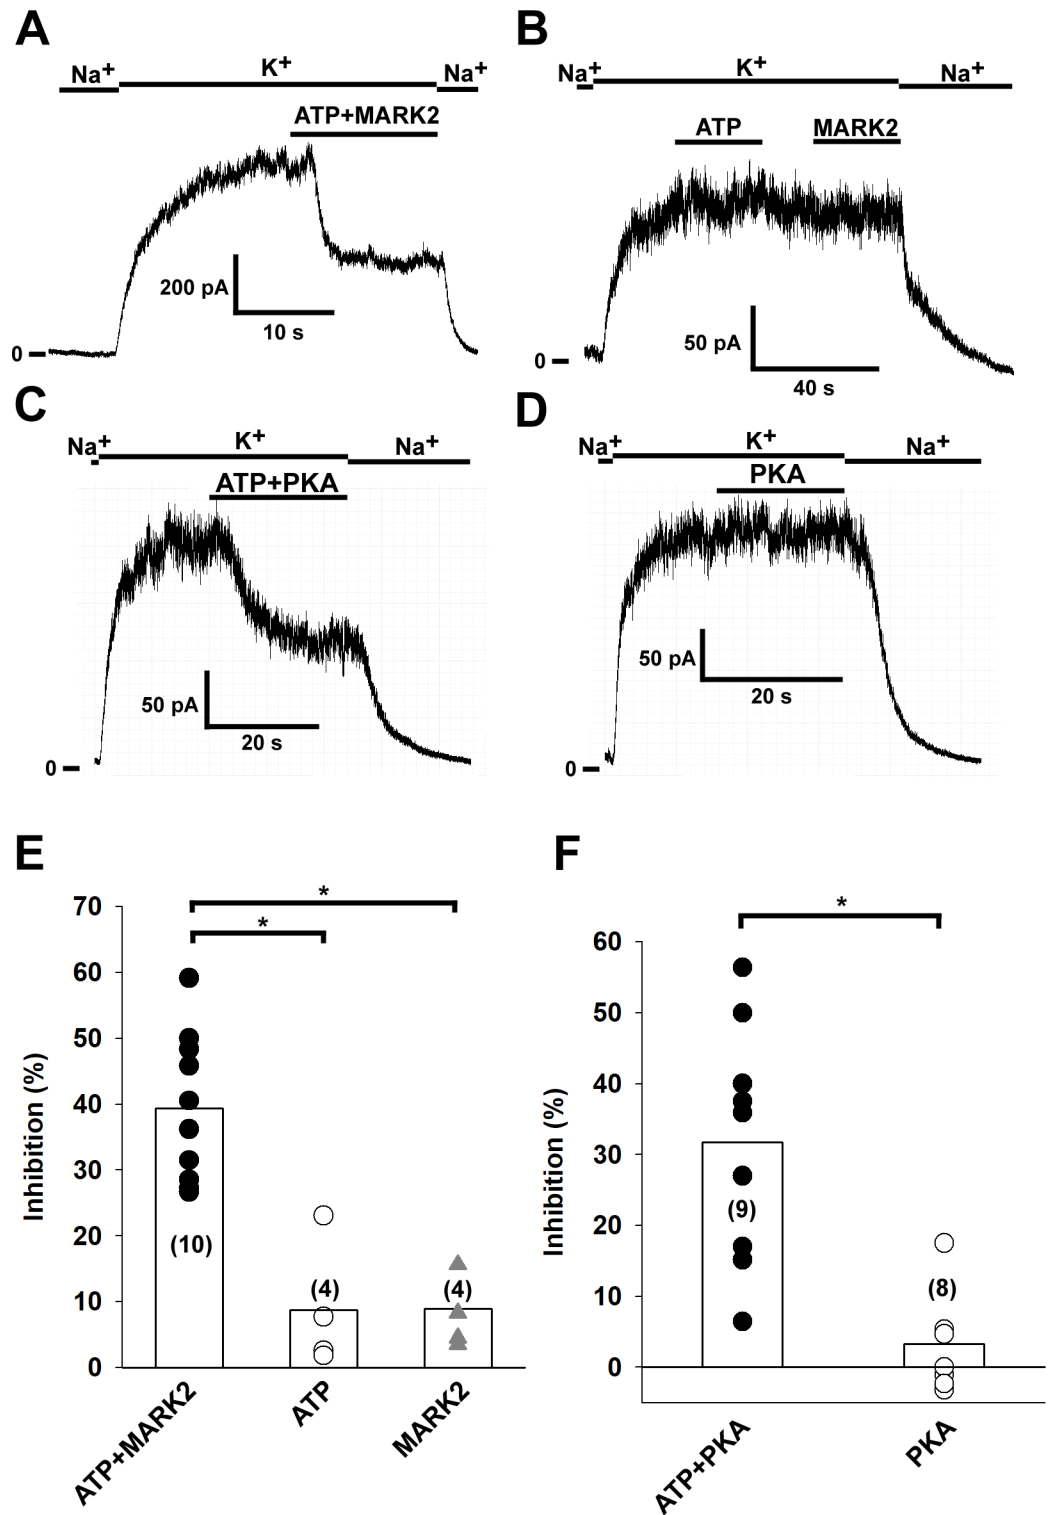 A
Na+ K+ Na+
ATP+MARK2
200 pA
10 s
0
B
Na+ K+ Na+
ATP MARK2
50 pA
40 s
0
C
Na+ K+ Na+
ATP+PKA
50 pA
20 s
0
D
Na+ K+ Na+
PKA
50 pA
20 s
0
E
*
*
70
60
50
40
30
20
10
0
Inhibition (%)
(10)
(4)
(4)
ATP+MARK2
ATP
MARK2
F
*
60
50
40
30
20
10
0
Inhibition (%)
(9)
(8)
ATP+PKA
PKA